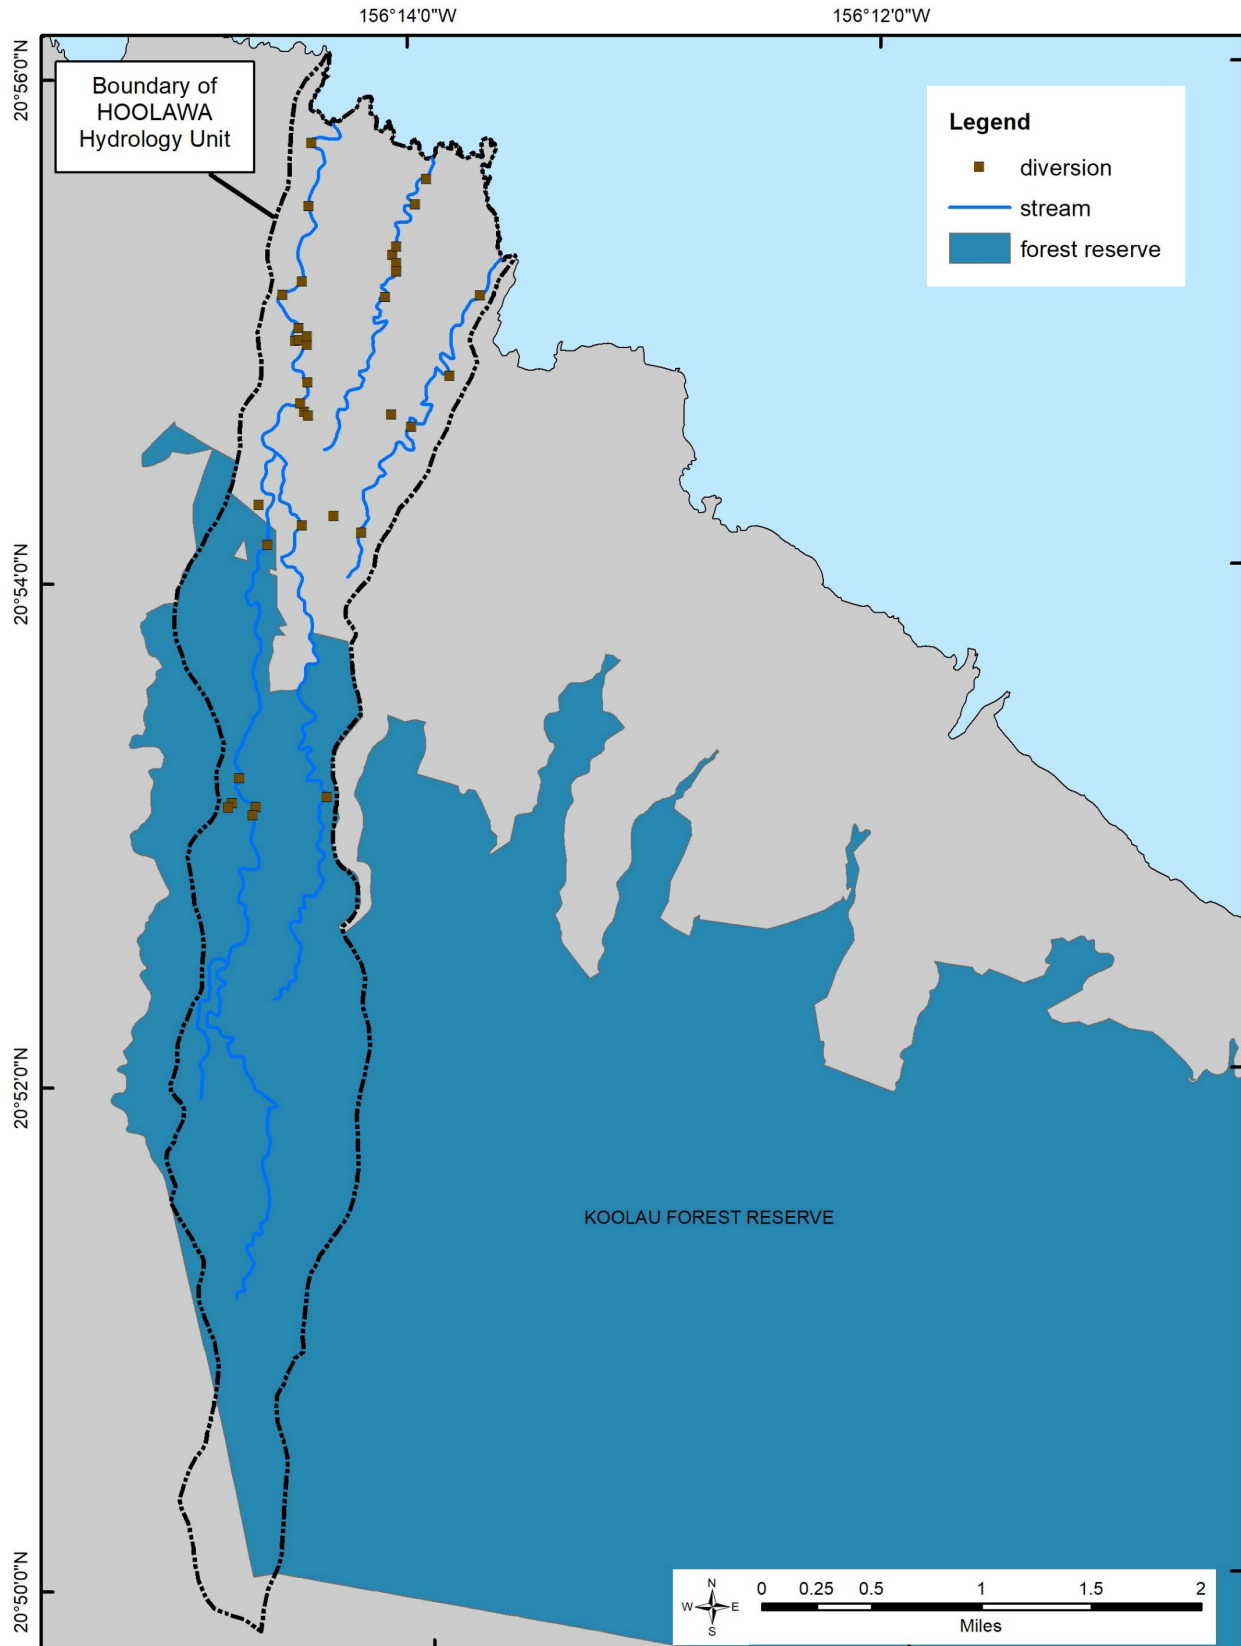 156°14'0"W
156°12'0"W
20°56'0"N
Boundary of
HOOLAWA
Hydrology Unit
Legend
diversion
stream
forest reserve
20°54'0"N
20°52'0"N
KOOLAU FOREST RESERVE
20°50'0"N
N
W
E
S
0 0.25 0.5 1 1.5 2
Miles